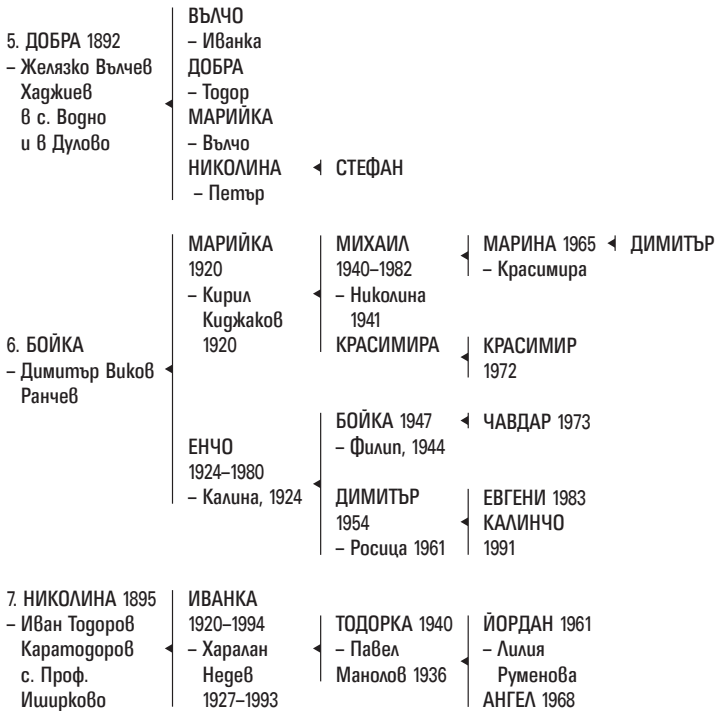 5. ДОБРА 1892
– Желязко Вълчев
Хаджиев
в с. Водно
и в Дулово
ВЪЛЧО
– Иванка
ДОБРА
– Тодор
МАРИЙКА
– Вълчо
НИКОЛИНА
– Петър
СТЕФАН
6. БОЙКА
– Димитър Виков
Ранчев
МАРИЙКА
1920
– Кирил
Киджаков
1920
МИХАИЛ
1940–1982
– Николина
1941
КРАСИМИРА
МАРИНА 1965
– Красимира
ДИМИТЪР
КРАСИМИР
1972
ЕНЧО
1924–1980
– Калина, 1924
БОЙКА 1947
– Филип, 1944
ЧАВДАР 1973
ДИМИТЪР
1954
– Росица 1961
ЕВГЕНИ 1983
КАЛИНЧО
1991
7. НИКОЛИНА 1895
– Иван Тодоров
Каратодоров
с. Проф.
Иширково
ИВАНКА
1920–1994
– Харалан
Недев
1927–1993
ТОДОРКА 1940
– Павел
Манолов 1936
ЙОРДАН 1961
– Лилия
Руменова
АНГЕЛ 1968